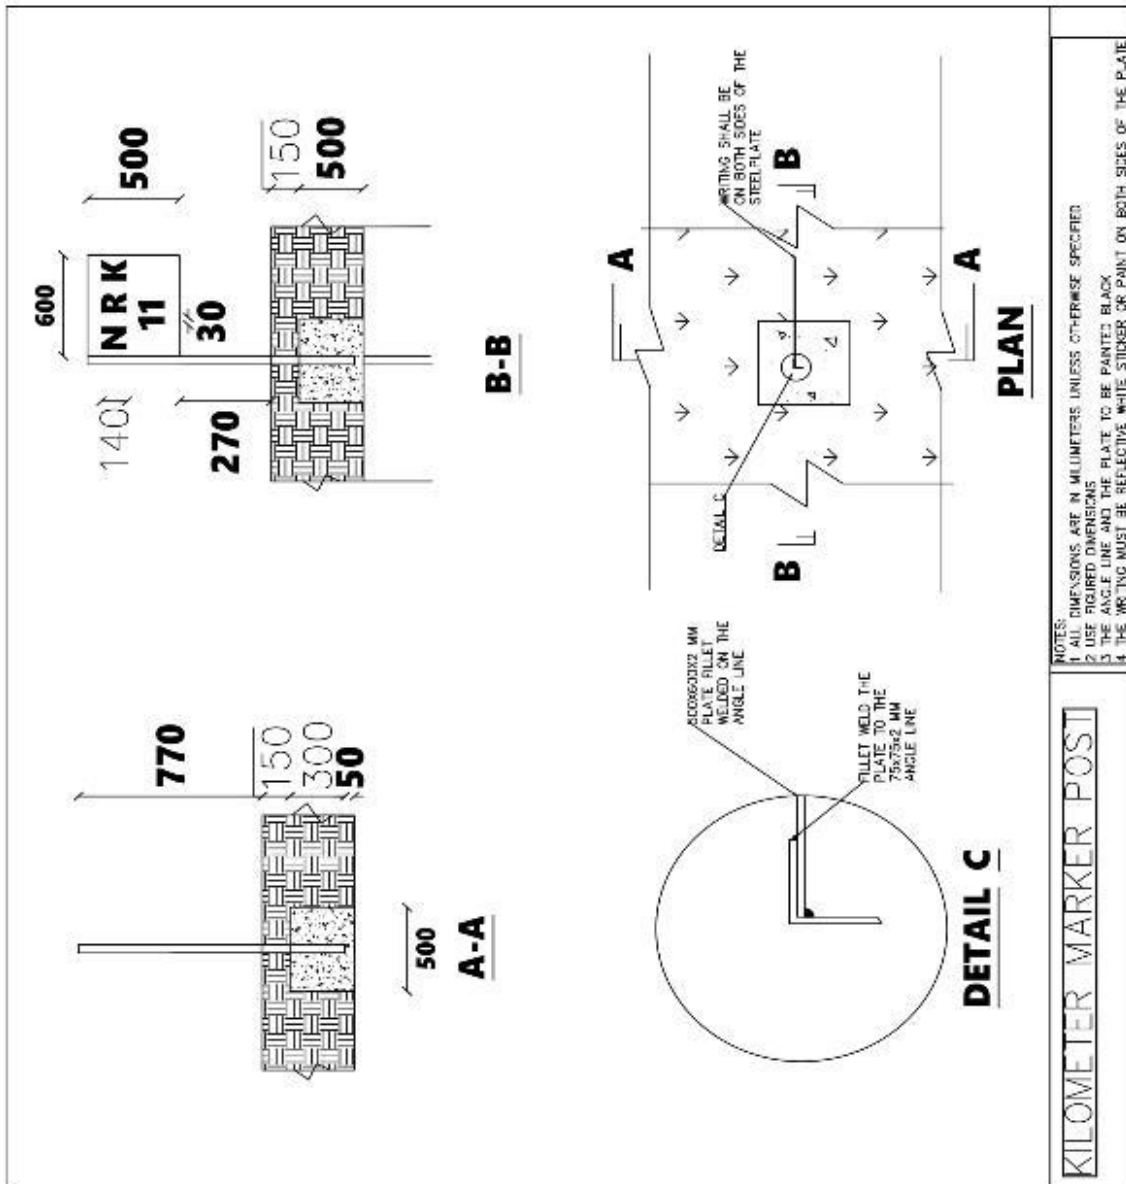 770
150
300
50
500
A-A
600
500
N R K
11
30
140
270
150
500
B-B
PLATE FILLET
WELDED ON THE
ANGLE LINE
FILLET WELD THE
PLATE TO THE
75x75x2 MM
ANGLE LINE
DETAIL C
A
A
B
B
WRITING SHALL BE
ON BOTH SIDES OF THE
STEELPLATE
DETAIL C
PLAN
KILOMETER MARKER POST
NOTES:
1 ALL DIMENSIONS ARE IN MILLIMETERS UNLESS OTHERWISE SPECIFIED
2 USE FIGURED DIMENSIONS
3 THE ANGLE LINE AND THE PLATE TO BE PAINTED BLACK
4 THE WRITING MUST BE REFLECTIVE WHITE STICKER OR PAINT ON BOTH SIDES OF THE PLATE